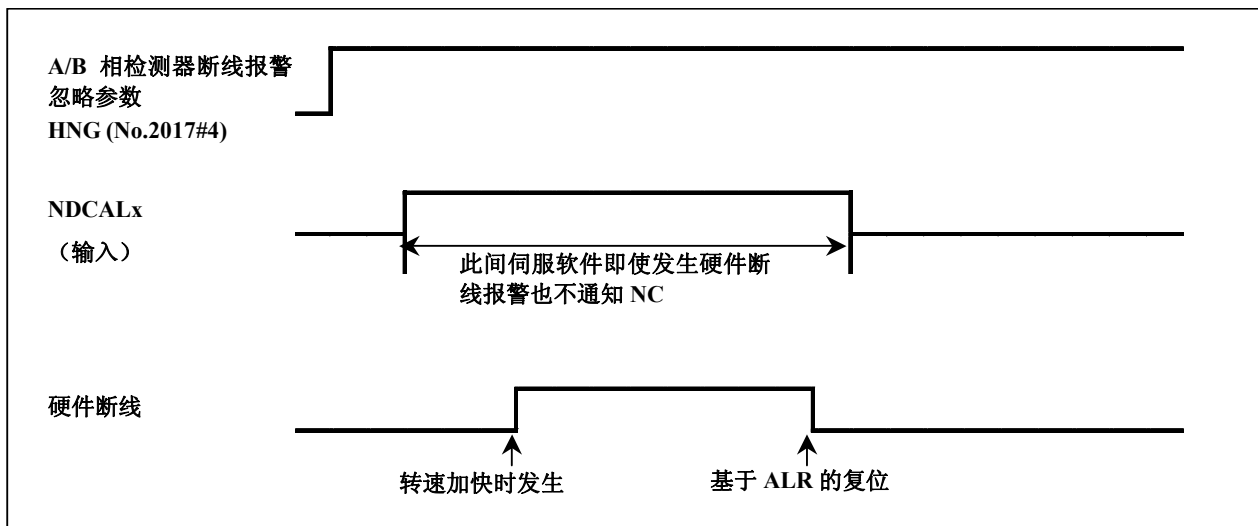 A/B 相检测器断线报警
忽略参数
HNG (No.2017#4)
NDCALx
（输入）
此间伺服软件即使发生硬件断
线报警也不通知 NC
硬件断线
转速加快时发生
基于 ALR 的复位